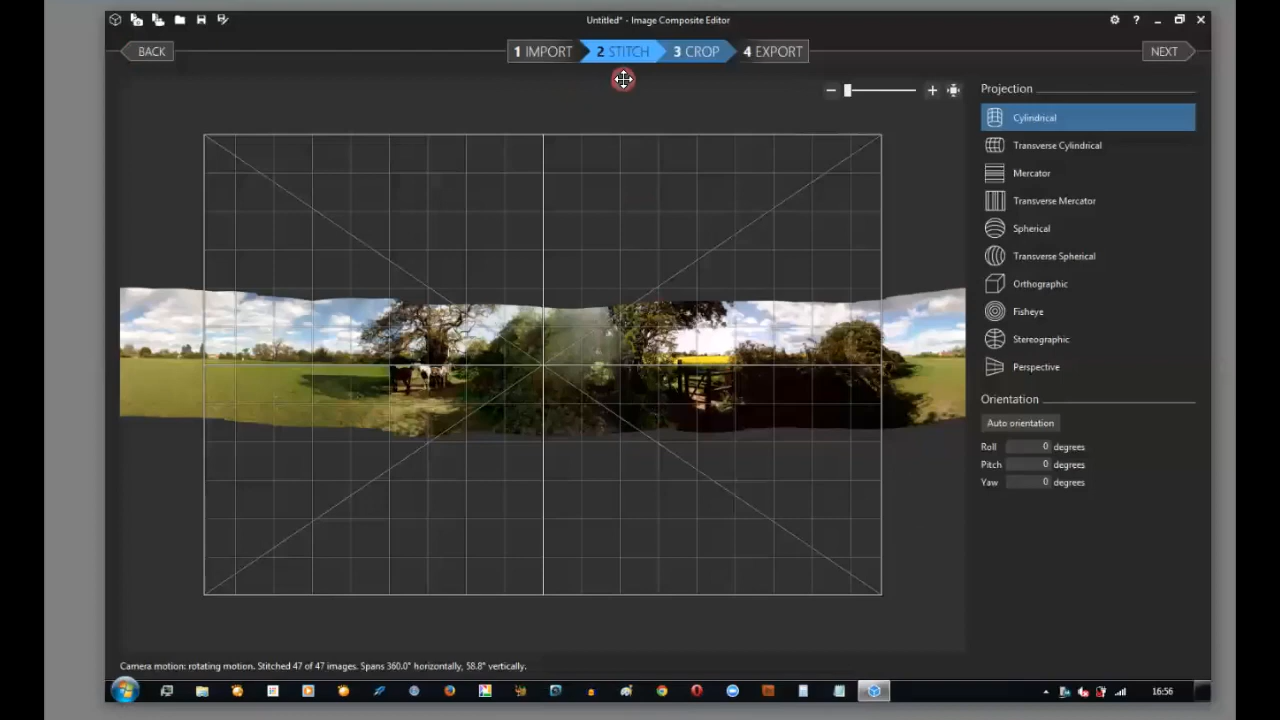 Untitled* - Image Composite Editor
?
BACK
1 IMPORT
2 STITCH
3 CROP
4 EXPORT
NEXT
Projection
Cylindrical
Transverse Cylindrical
Mercator
Transverse Mercator
Spherical
Transverse Spherical
Orthographic
Fisheye
Stereographic
Perspective
Orientation
Auto orientation
Roll 0 degrees
Pitch 0 degrees
Yaw 0 degrees
Camera motion: rotating motion. Stitched 47 of 47 images. Spans 360.0° horizontally, 58.8° vertically.
16:56